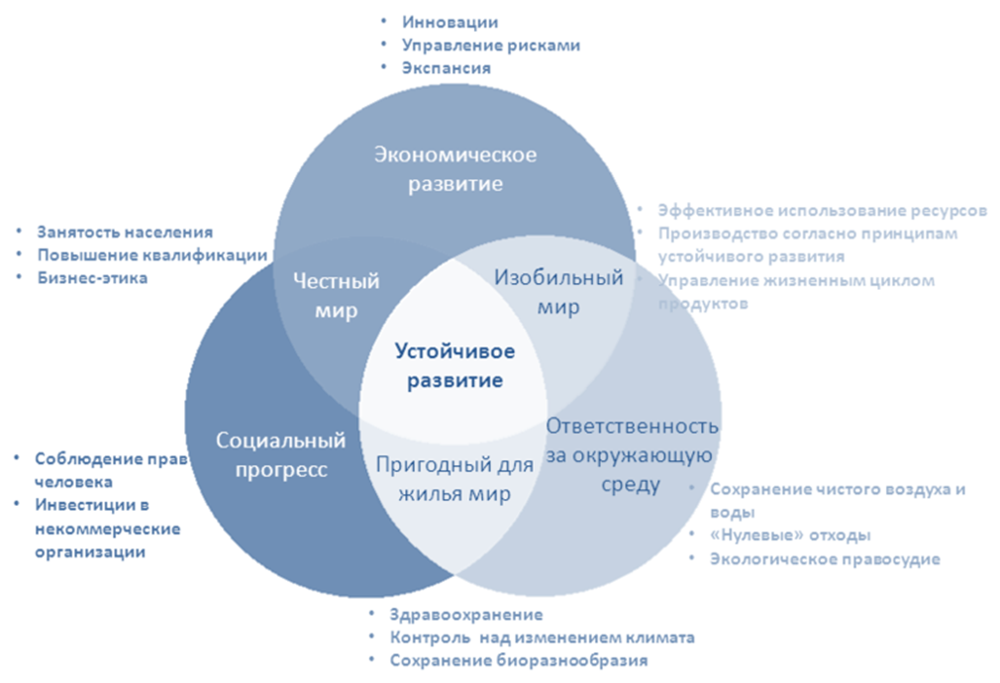 • Инновации
• Управление рисками
• Экспансия
Экономическое
развитие
• Занятость населения
• Повышение квалификации
• Бизнес-этика
Честный
мир
Изобильный
мир
• Эффективное использование ресурсов
• Производство согласно принципам
устойчивого развития
• Управление жизненным циклом
продуктов
Устойчивое
развитие
Социальный
прогресс
Пригодный для
жилья мир
Ответственность
за окружающую
среду
• Соблюдение прав
человека
• Инвестиции в
некоммерческие
организации
• Сохранение чистого воздуха и
воды
• «Нулевые» отходы
• Экологическое правосудие
• Здравоохранение
• Контроль над изменением климата
• Сохранение биоразнообразия